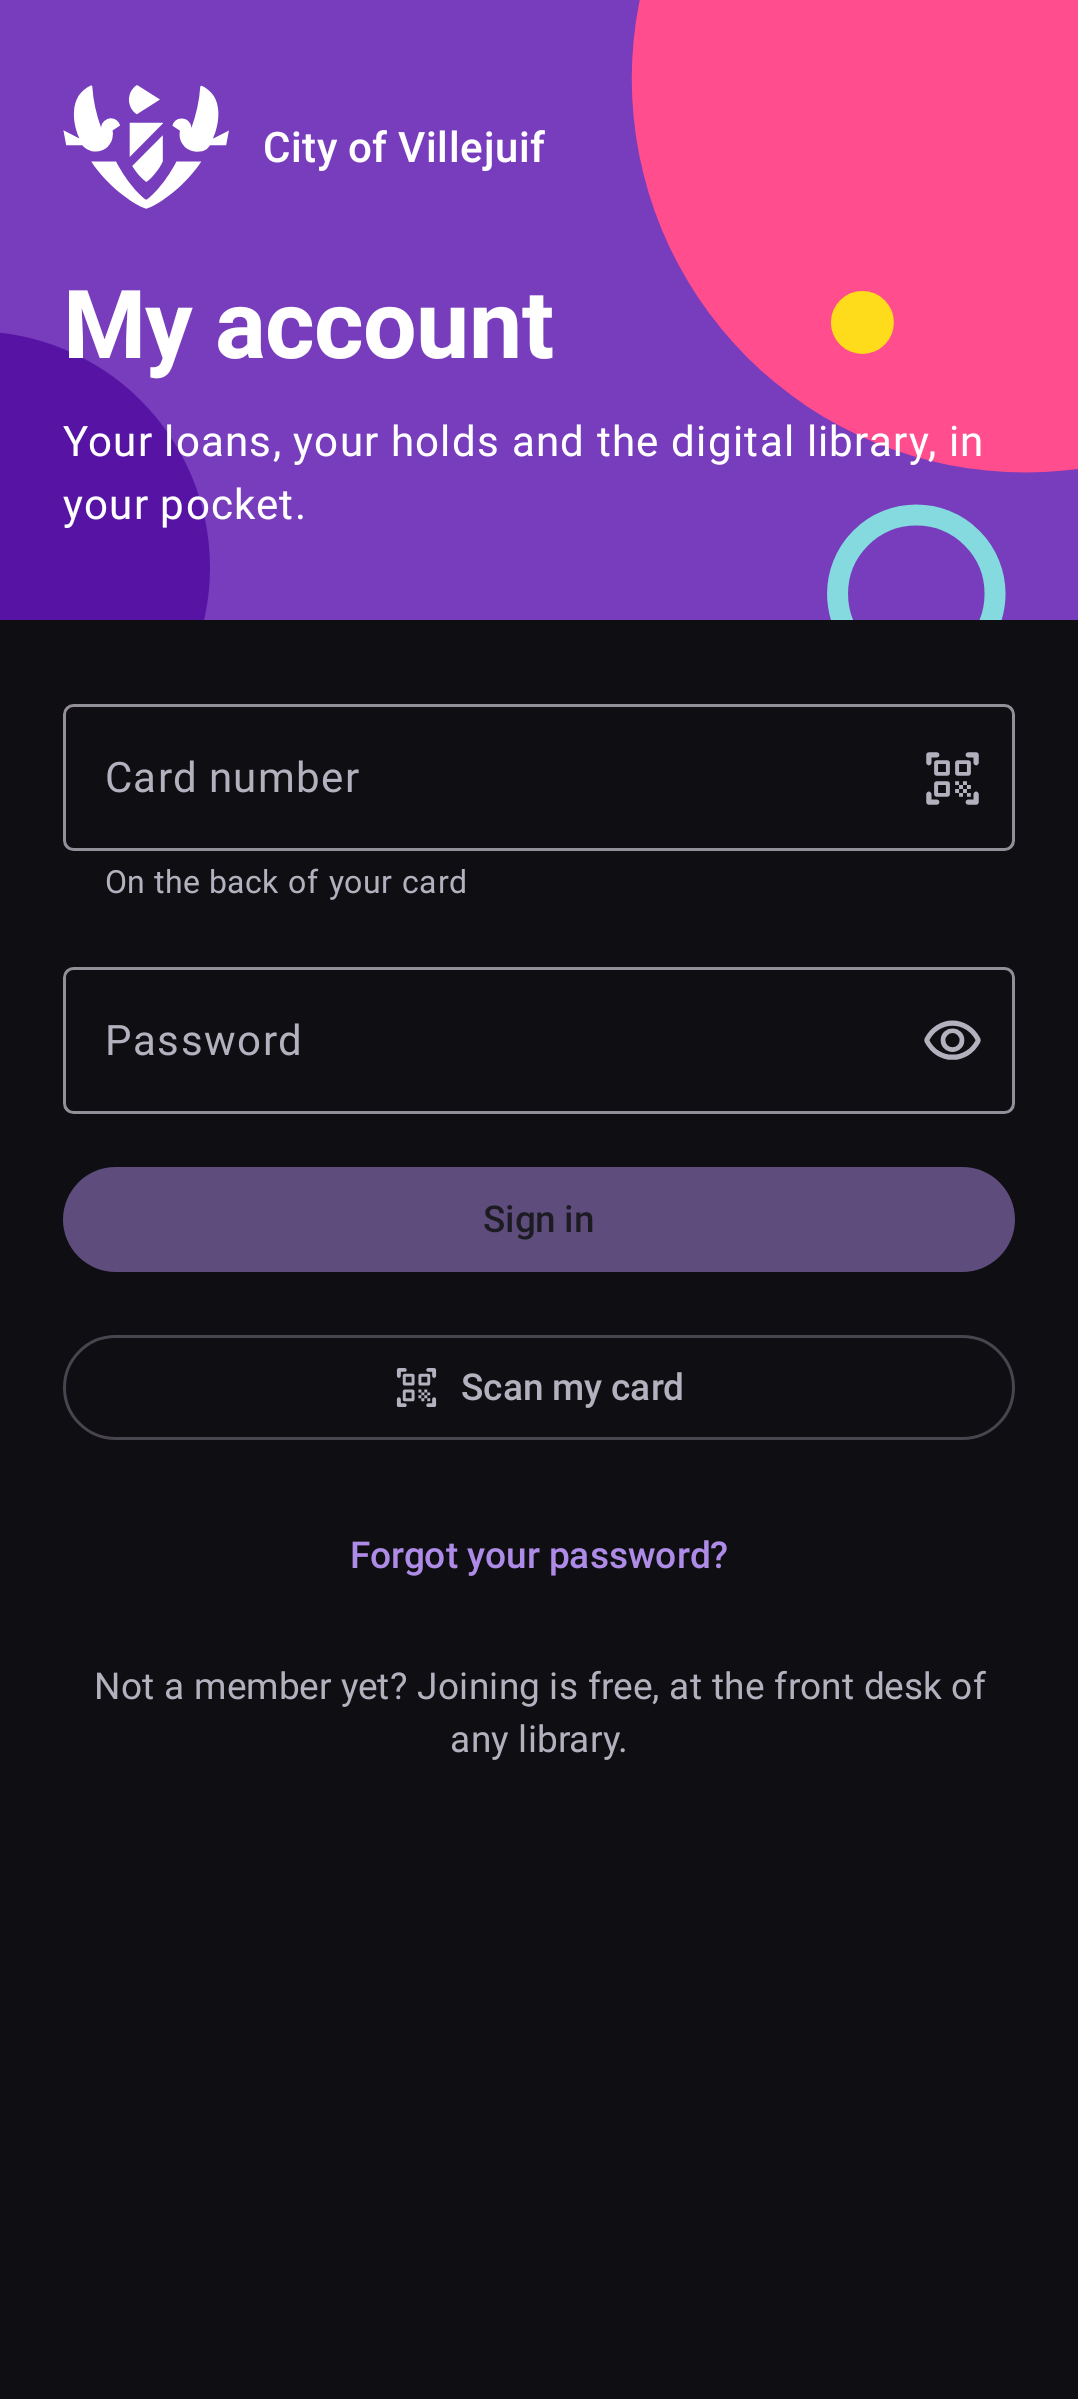 City of Villejuif
My account
Your loans, your holds and the digital library, in
your pocket.
Card number
On the back of your card
Password
Sign in
Scan my card
Forgot your password?
Not a member yet? Joining is free, at the front desk of
any library.